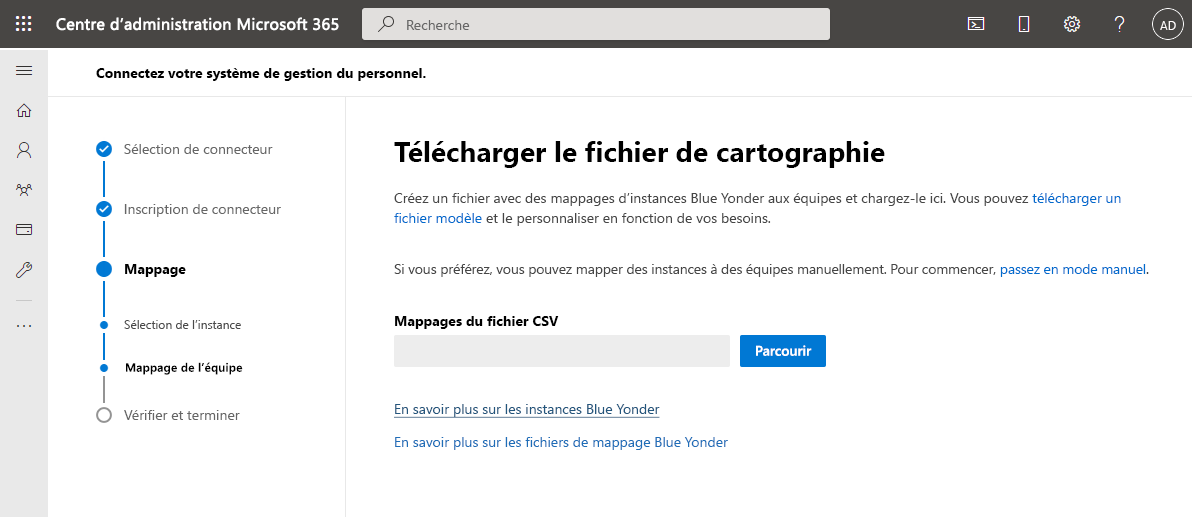 Centre d’administration Microsoft 365
Recherche
AD
Connectez votre système de gestion du personnel.
Sélection de connecteur
Inscription de connecteur
Mappage
Sélection de l’instance
Mappage de l’équipe
Vérifier et terminer
Télécharger le fichier de cartographie
Créez un fichier avec des mappages d’instances Blue Yonder aux équipes et chargez-le ici. Vous pouvez télécharger un
fichier modèle et le personnaliser en fonction de vos besoins.
Si vous préférez, vous pouvez mapper des instances à des équipes manuellement. Pour commencer, passez en mode manuel.
Mappages du fichier CSV
Parcourir
En savoir plus sur les instances Blue Yonder
En savoir plus sur les fichiers de mappage Blue Yonder